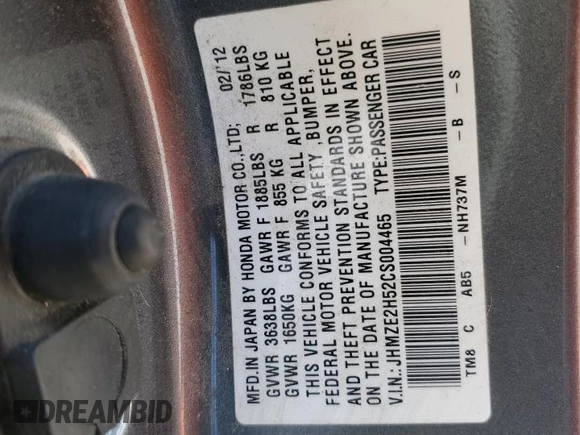 MFD.IN JAPAN BY HONDA MOTOR CO.,LTD; 02/'12
GVWR 3638LBS GAWR F 1885LBS R 1786LBS
GVWR 1650KG GAWR F 855 KG R 810 KG
THIS VEHICLE CONFORMS TO ALL APPLICABLE
FEDERAL MOTOR VEHICLE SAFETY ,BUMPER,
AND THEFT PREVENTION STANDARDS IN EFFECT
ON THE DATE OF MANUFACTURE SHOWN ABOVE.
V.I.N.: JHMZE2H52CS004465 TYPE:PASSENGER CAR
TM8 C AB5 -NH737M -B -S
DREAMBID